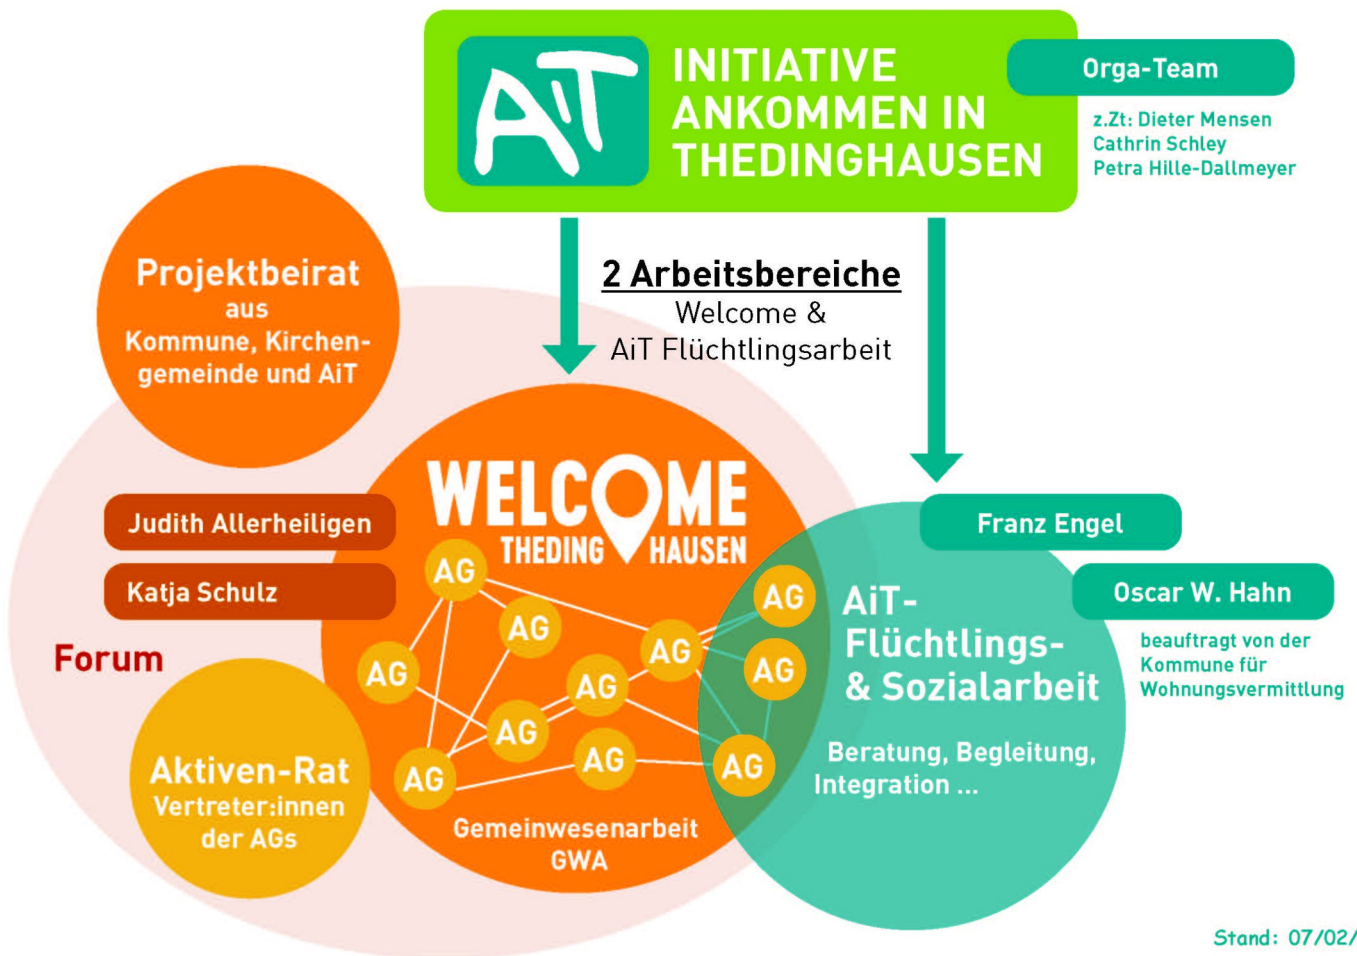 AiT
INITIATIVE
ANKOMMEN IN
THEDINGHAUSEN
Orga-Team
z.Zt: Dieter Mensen
Cathrin Schley
Petra Hille-Dallmeyer
2 Arbeitsbereiche
Welcome &
AiT Flüchtlingsarbeit
Projektbeirat
aus
Kommune, Kirchen-
gemeinde und AiT
WELCOME
THEDING HAUSEN
Judith Allerheiligen
Katja Schulz
Forum
Aktiven-Rat
Vertreter:innen
der AGs
AG
AG
AG
AG
AG
AG
AG
AG
AG
AG
AG
Gemeinwesenarbeit
GWA
Franz Engel
Oscar W. Hahn
beauftragt von der
Kommune für
Wohnungsvermittlung
AiT-
Flüchtlings-
& Sozialarbeit
Beratung, Begleitung,
Integration ...
Stand: 07/02/